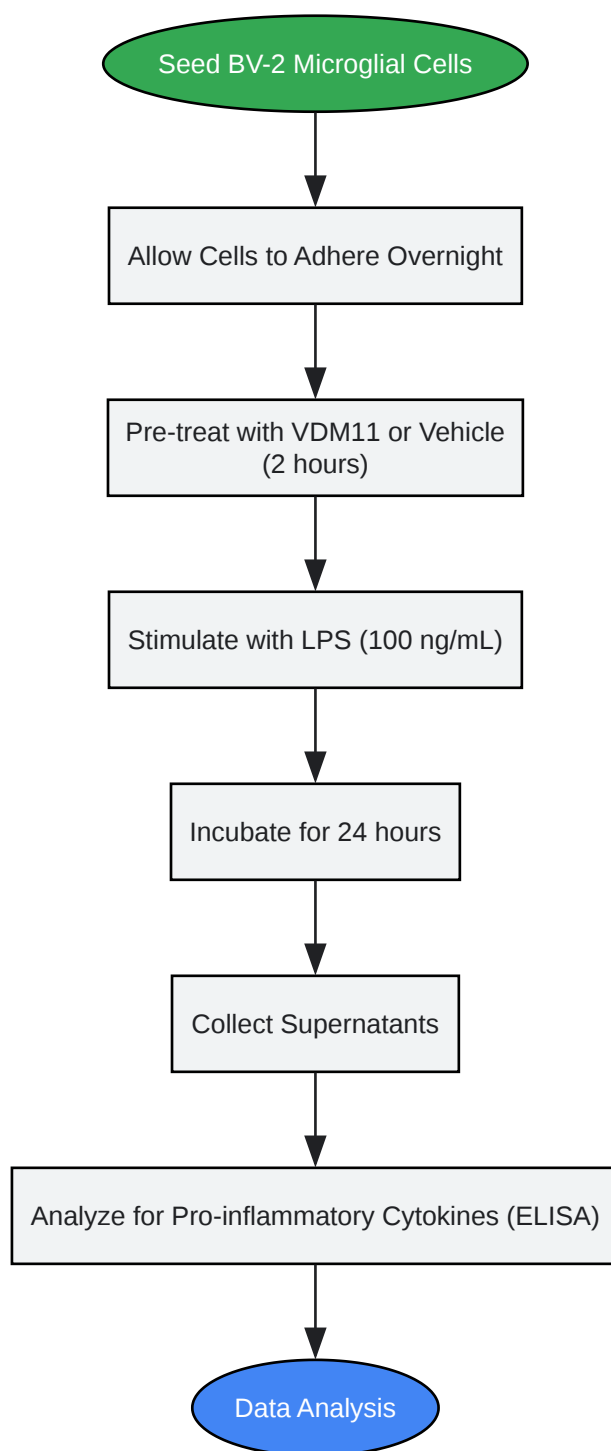 Seed BV-2 Microglial Cells
Allow Cells to Adhere Overnight
Pre-treat with VDM11 or Vehicle
(2 hours)
Stimulate with LPS (100 ng/mL)
Incubate for 24 hours
Collect Supernatants
Analyze for Pro-inflammatory Cytokines (ELISA)
Data Analysis